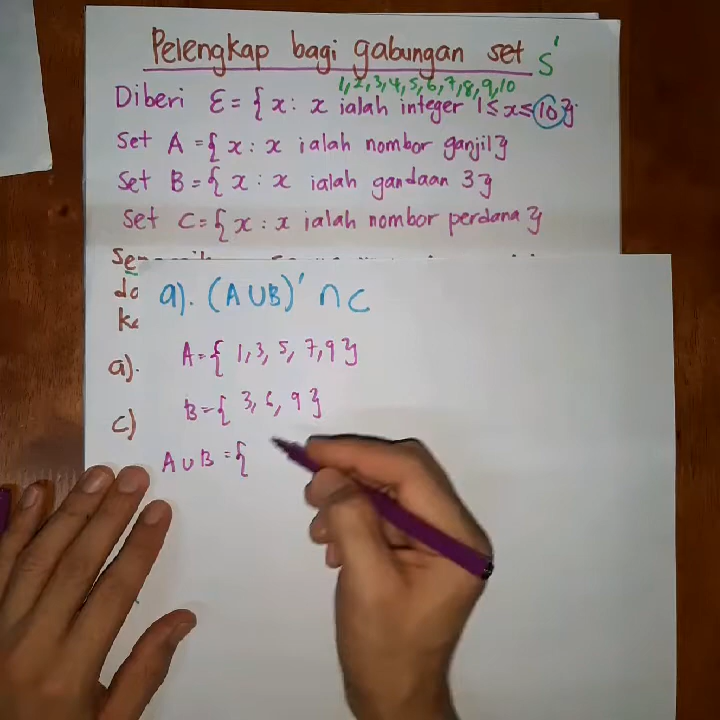 Pelengkap bagi gabungan set s'
1, 2, 3, 4, 5, 6, 7, 8, 9, 10
Diberi ℰ = { x : x ialah integer 1 ≤ x ≤ 10 }.
Set A = { x : x ialah nombor ganjil }
Set B = { x : x ialah gandaan 3 }
Set C = { x : x ialah nombor perdana }
a). (A ∪ B)' ∩ C
a).
A = { 1, 3, 5, 7, 9 }
B = { 3, 6, 9 }
c)
A ∪ B = {